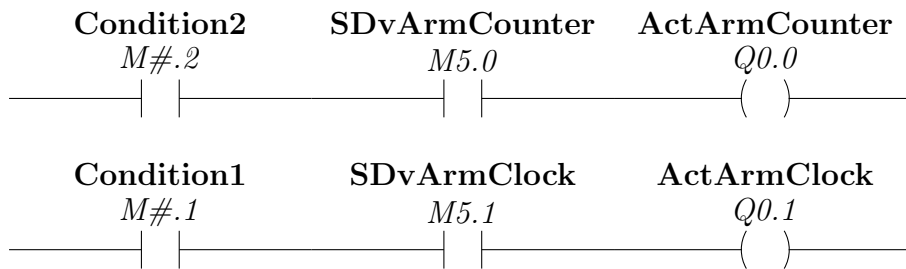 Condition2 SDvArmCounter ActArmCounter
M#.2 M5.0 Q0.0
Condition1 SDvArmClock ActArmClock
M#.1 M5.1 Q0.1